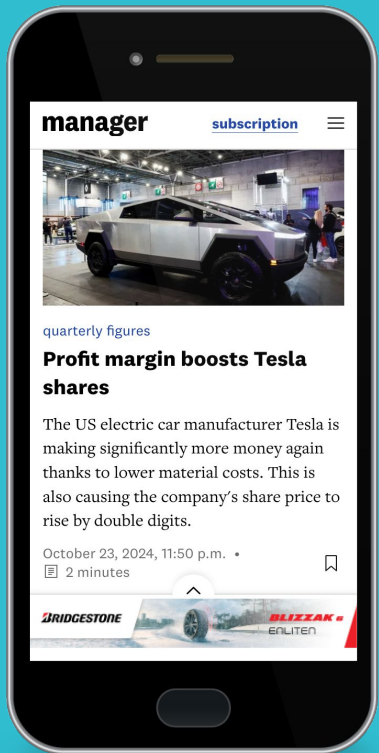 manager
subscription
quarterly figures
Profit margin boosts Tesla
shares
The US electric car manufacturer Tesla is
making significantly more money again
thanks to lower material costs. This is
also causing the company's share price to
rise by double digits.
October 23, 2024, 11:50 p.m. •
2 minutes
BRIDGESTONE
BLIZZAK 6
ENLITEN